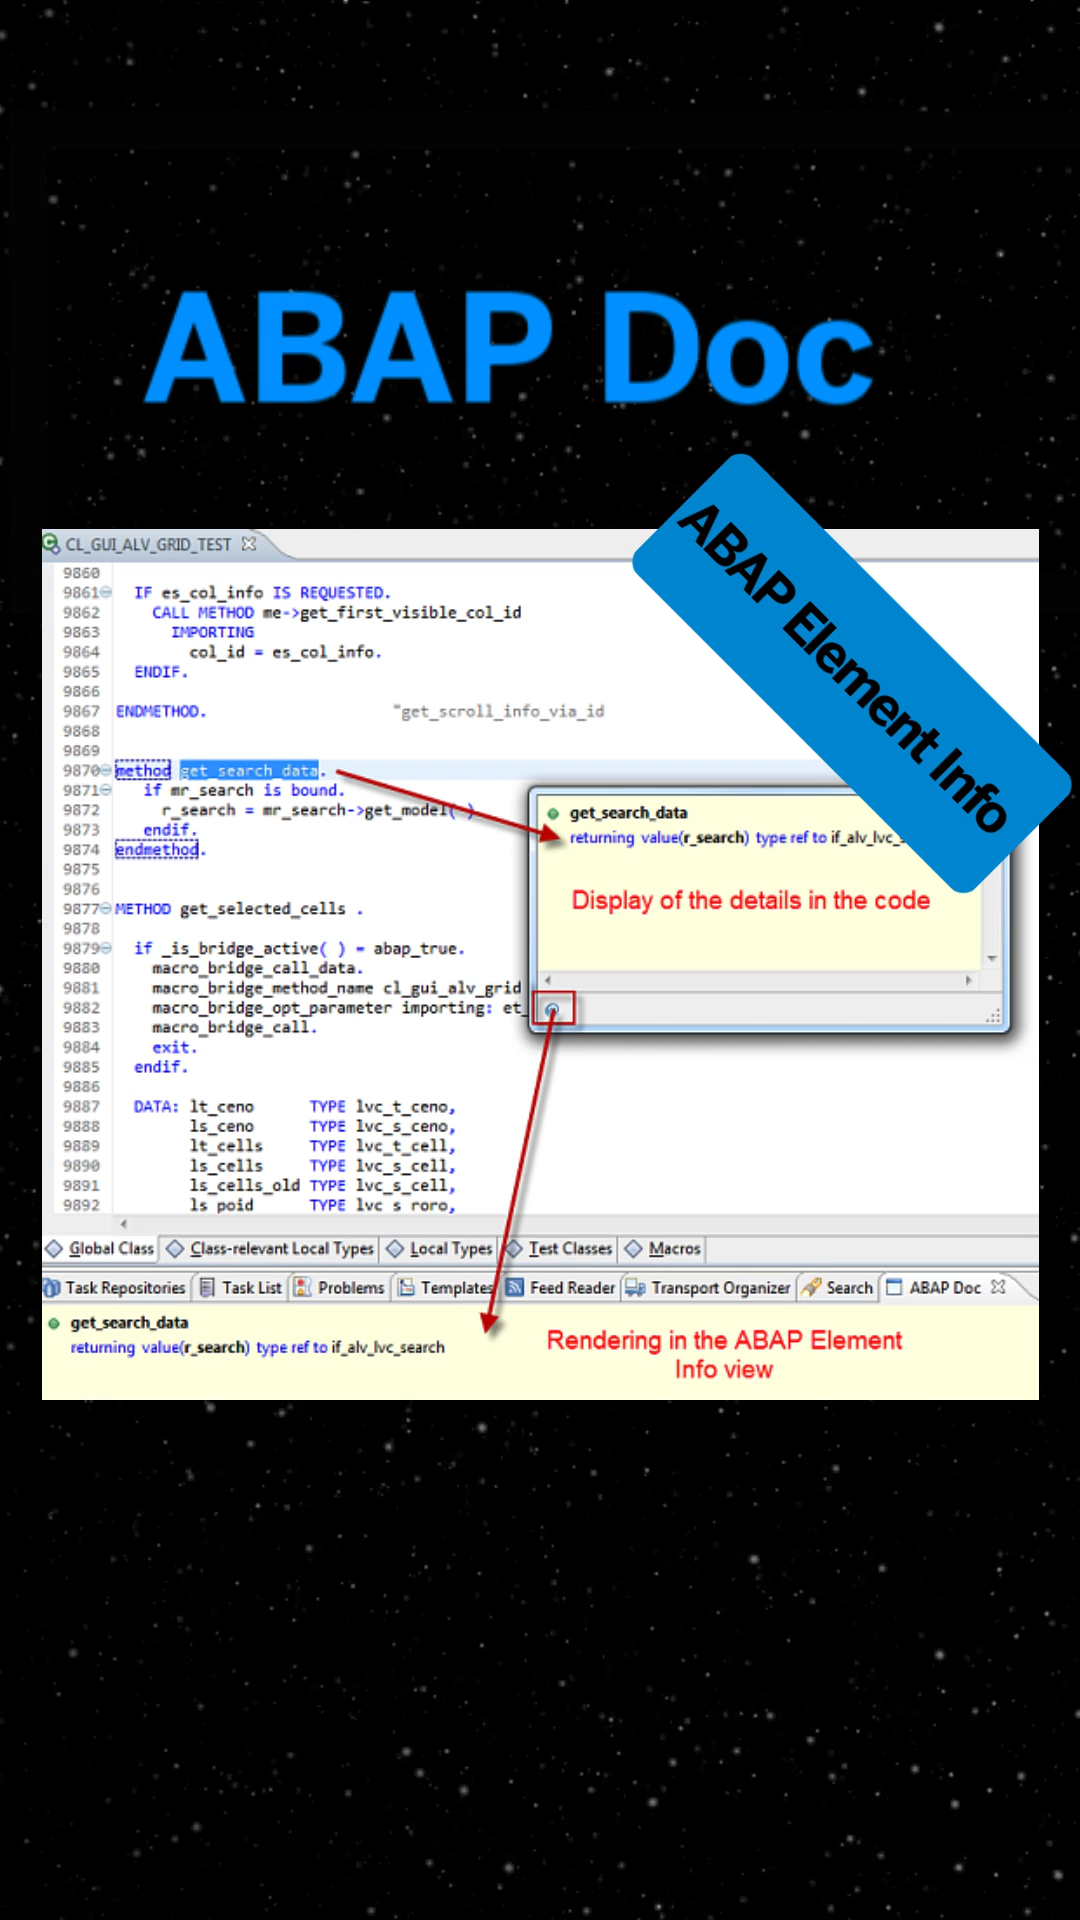 ABAP Doc
ABAP Element Info
CL_GUI_ALV_GRID_TEST
9860
9861 IF es_col_info IS REQUESTED.
9862 CALL METHOD me->get_first_visible_col_id
9863 IMPORTING
9864 col_id = es_col_info.
9865 ENDIF.
9866
9867 ENDMETHOD. "get_scroll_info_via_id
9868
9869
9870 method get_search_data.
9871 if mr_search is bound.
9872 r_search = mr_search->get_model( )
9873 endif.
9874 endmethod.
9875
9876
9877 METHOD get_selected_cells .
9878
9879 if _is_bridge_active( ) = abap_true.
9880 macro_bridge_call_data.
9881 macro_bridge_method_name cl_gui_alv_grid
9882 macro_bridge_opt_parameter importing: et_
9883 macro_bridge_call.
9884 exit.
9885 endif.
9886
9887 DATA: lt_ceno TYPE lvc_t_ceno,
9888 ls_ceno TYPE lvc_s_ceno,
9889 lt_cells TYPE lvc_t_cell,
9890 ls_cells TYPE lvc_s_cell,
9891 ls_cells_old TYPE lvc_s_cell,
9892 ls_poid TYPE lvc_s_roro,
get_search_data
returning value(r_search) type ref to if_alv_lvc_s
Display of the details in the code
Global Class Class-relevant Local Types Local Types Test Classes Macros
Task Repositories Task List Problems Templates Feed Reader Transport Organizer Search ABAP Doc
get_search_data
returning value(r_search) type ref to if_alv_lvc_search
Rendering in the ABAP Element
Info view